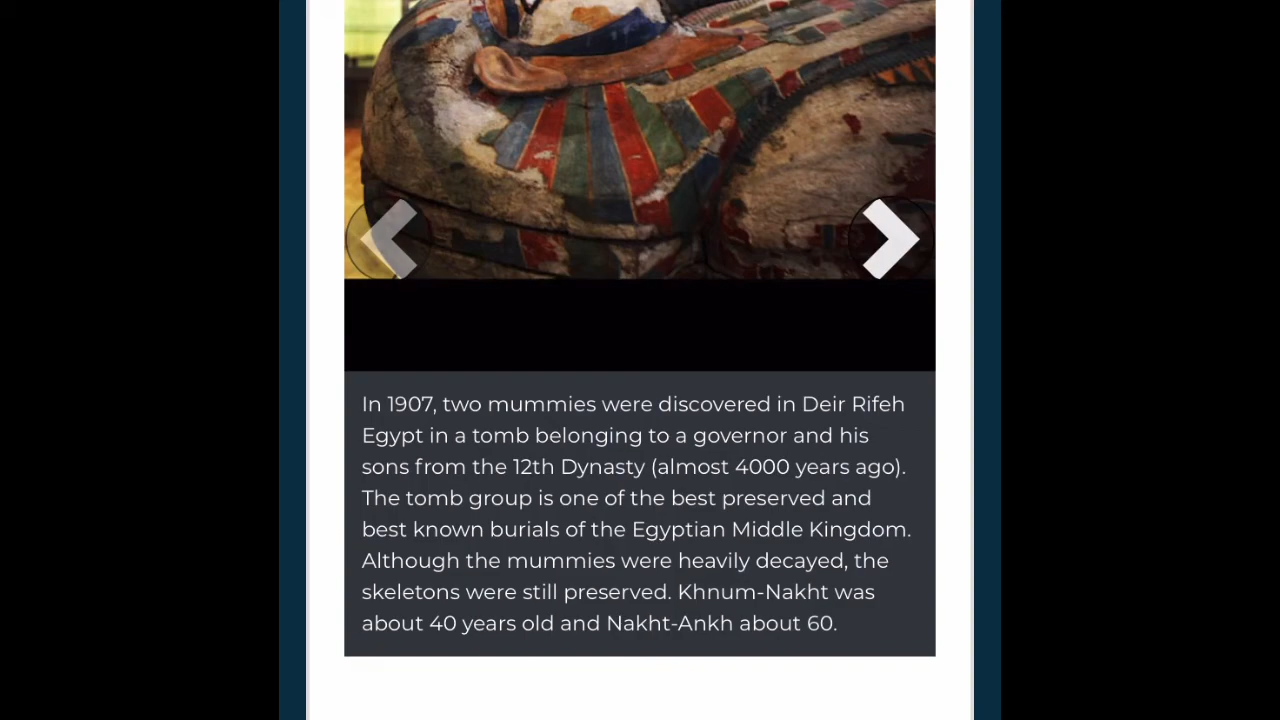 In 1907, two mummies were discovered in Deir Rifeh
Egypt in a tomb belonging to a governor and his
sons from the 12th Dynasty (almost 4000 years ago).
The tomb group is one of the best preserved and
best known burials of the Egyptian Middle Kingdom.
Although the mummies were heavily decayed, the
skeletons were still preserved. Khnum-Nakht was
about 40 years old and Nakht-Ankh about 60.